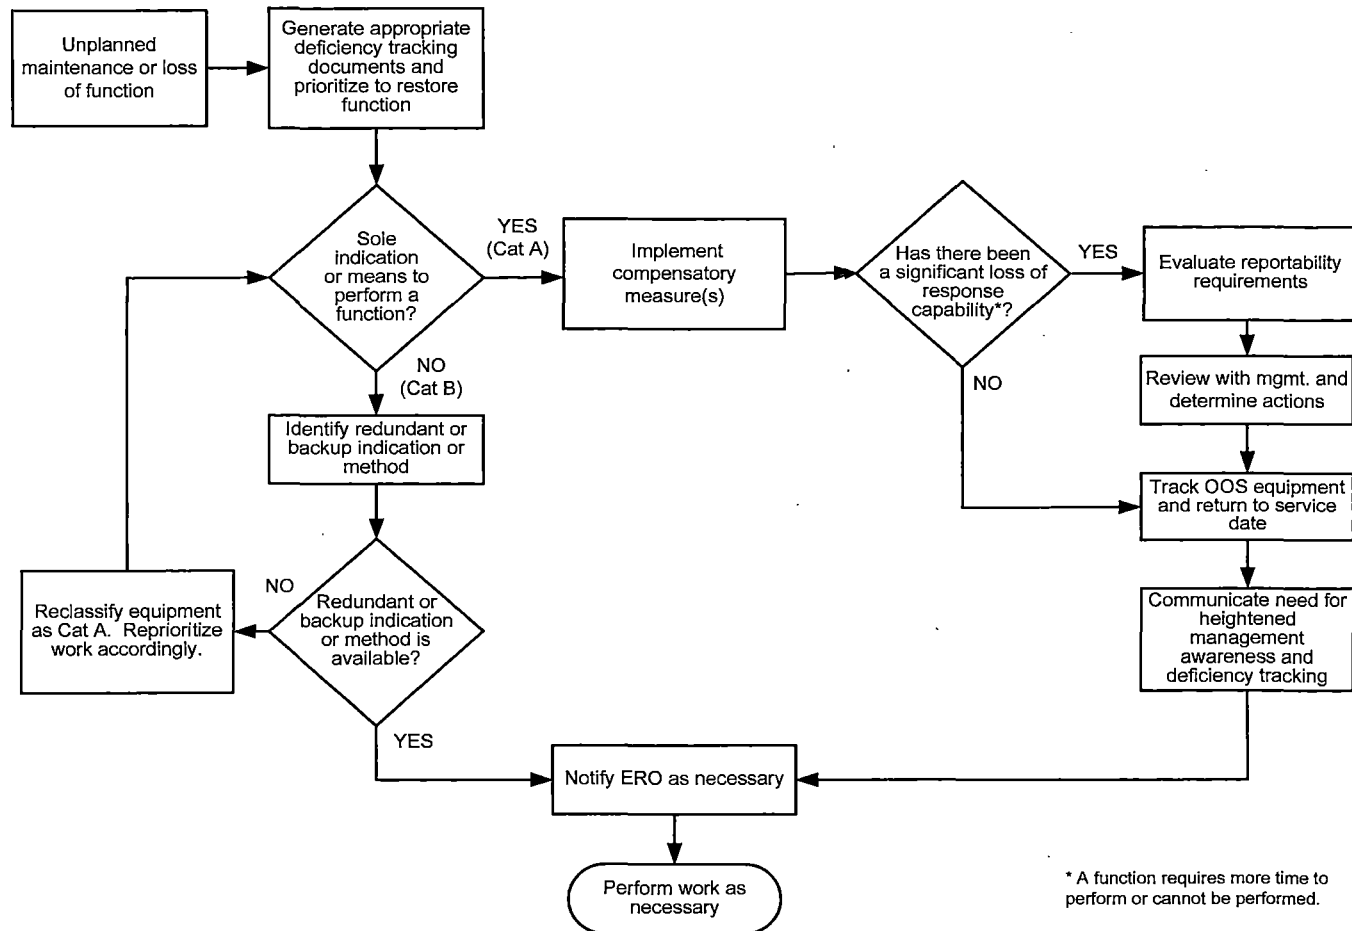 Unplanned
maintenance or loss
of function
Generate appropriate
deficiency tracking
documents and
prioritize to restore
function
Sole
indication
or means to
perform a
function?
YES
(Cat A)
Implement
compensatory
measure(s)
Has there been
a significant loss of
response
capability*?
YES
Evaluate reportability
requirements
Review with mgmt. and
determine actions
NO
Track OOS equipment
and return to service
date
Communicate need for
heightened
management
awareness and
deficiency tracking
NO
(Cat B)
Identify redundant or
backup indication or
method
Redundant or
backup indication
or method is
available?
NO
Reclassify equipment
as Cat A. Reprioritize
work accordingly.
YES
Notify ERO as necessary
Perform work as
necessary
* A function requires more time to
perform or cannot be performed.